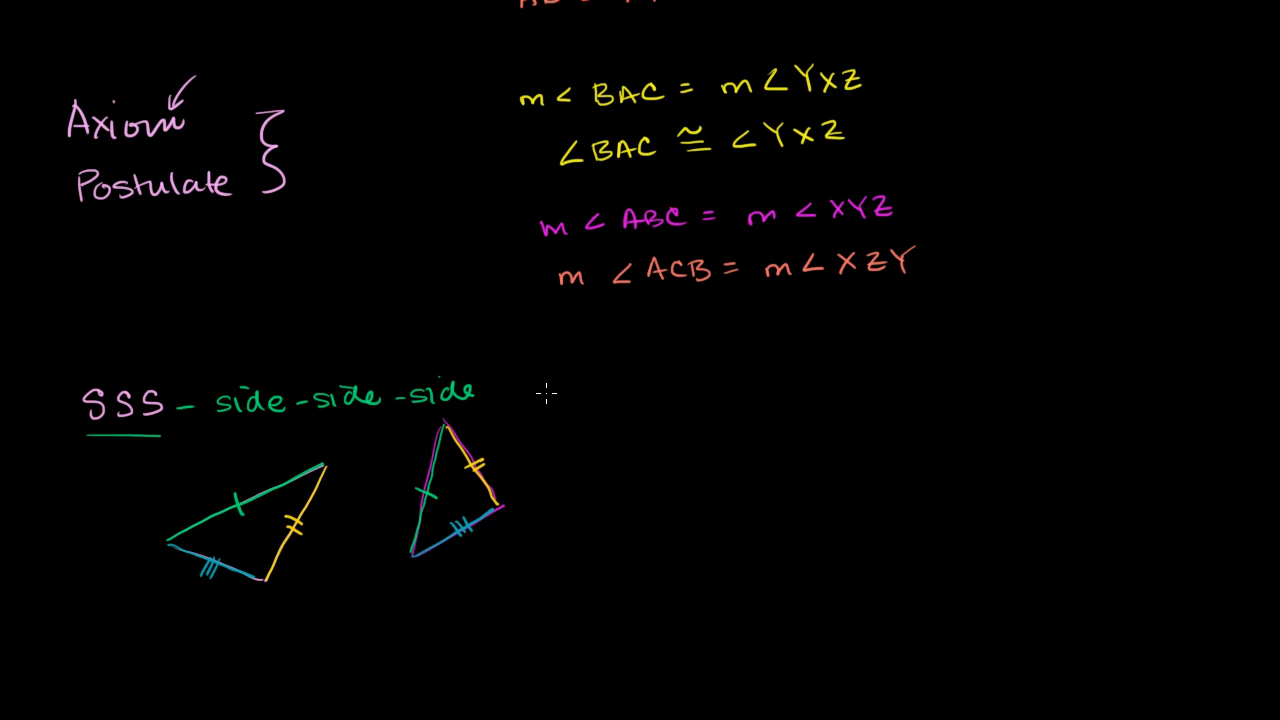 m∠BAC = m∠YXZ
Axiom
∠BAC ≅ ∠YXZ
Postulate
m∠ABC = m∠XYZ
m∠ACB = m∠XZY
SSS - side-side-side